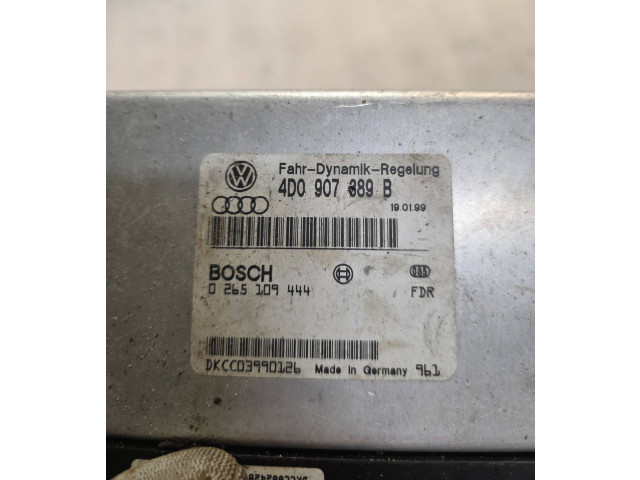 Fahr-Dynamik-Regelung
4D0 907 389 B
19.01.99
BOSCH
0 265 109 444
FDR
DKCC03990126 Made in Germany 961